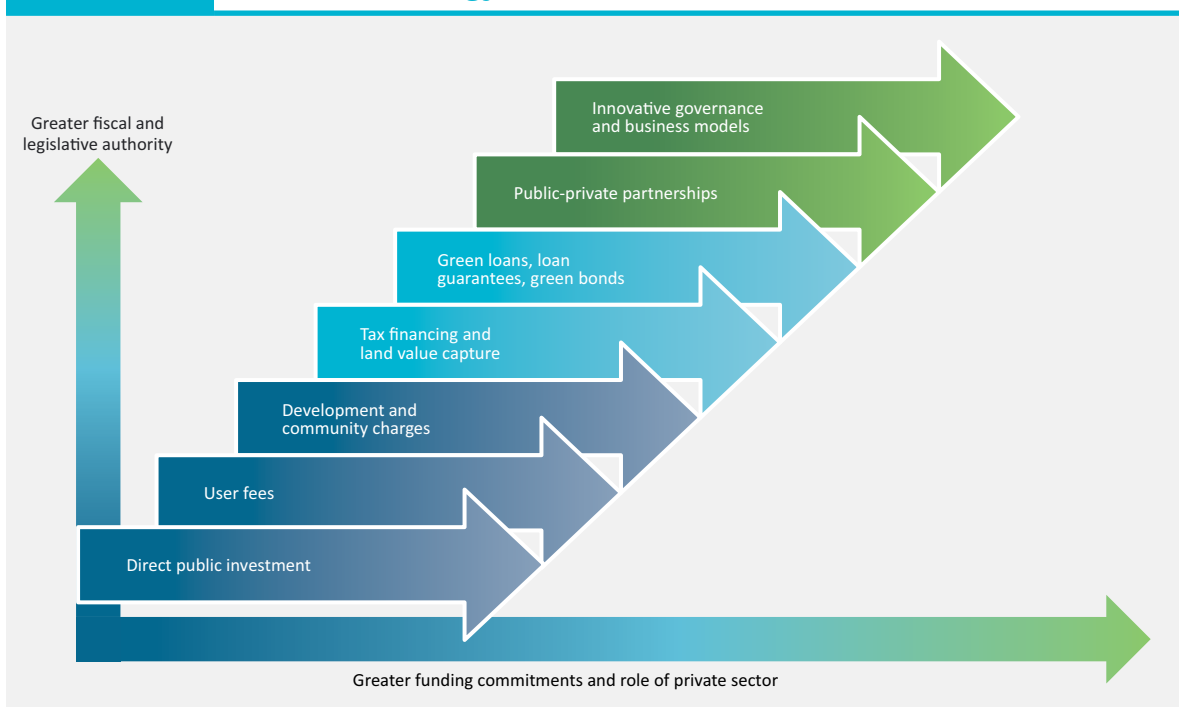 Greater fiscal and
legislative authority
Innovative governance
and business models
Public-private partnerships
Green loans, loan
guarantees, green bonds
Tax financing and
land value capture
Development and
community charges
User fees
Direct public investment
Greater funding commitments and role of private sector